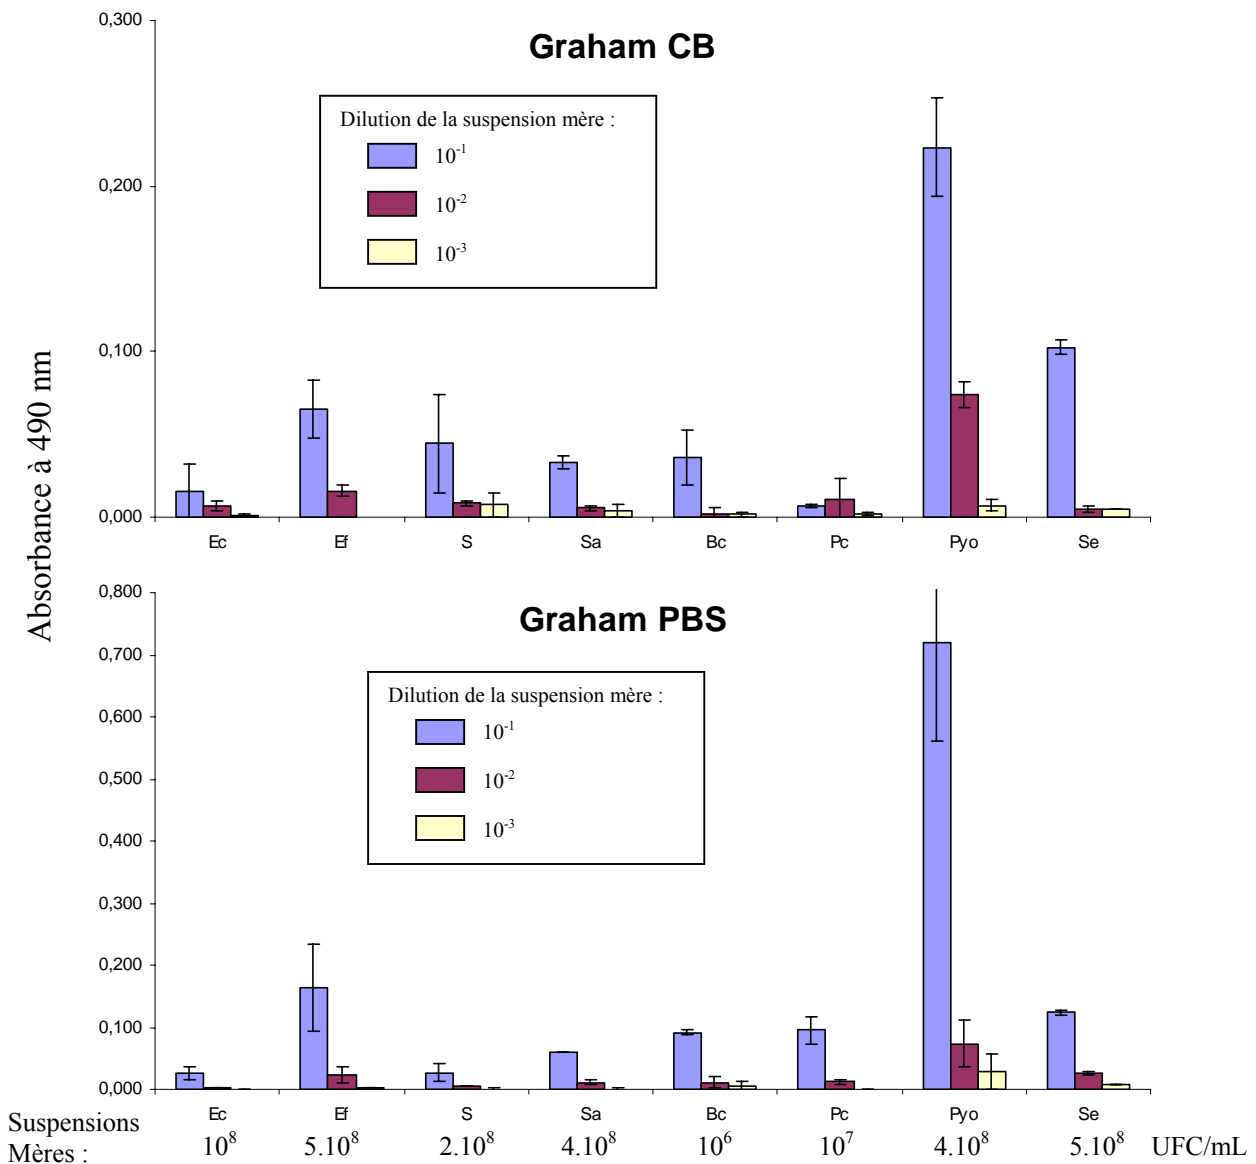 0,300
Graham CB
Dilution de la suspension mère :
10⁻¹
0,200
10⁻²
10⁻³
0,100
0,000
Ec Ef S Sa Bc Pc Pyo Se
Absorbance à 490 nm
0,800
Graham PBS
0,700
Dilution de la suspension mère :
0,600
10⁻¹
0,500
10⁻²
0,400
10⁻³
0,300
0,200
0,100
0,000
Ec Ef S Sa Bc Pc Pyo Se
Suspensions
Mères : 10⁸ 5.10⁸ 2.10⁸ 4.10⁸ 10⁶ 10⁷ 4.10⁸ 5.10⁸ UFC/mL